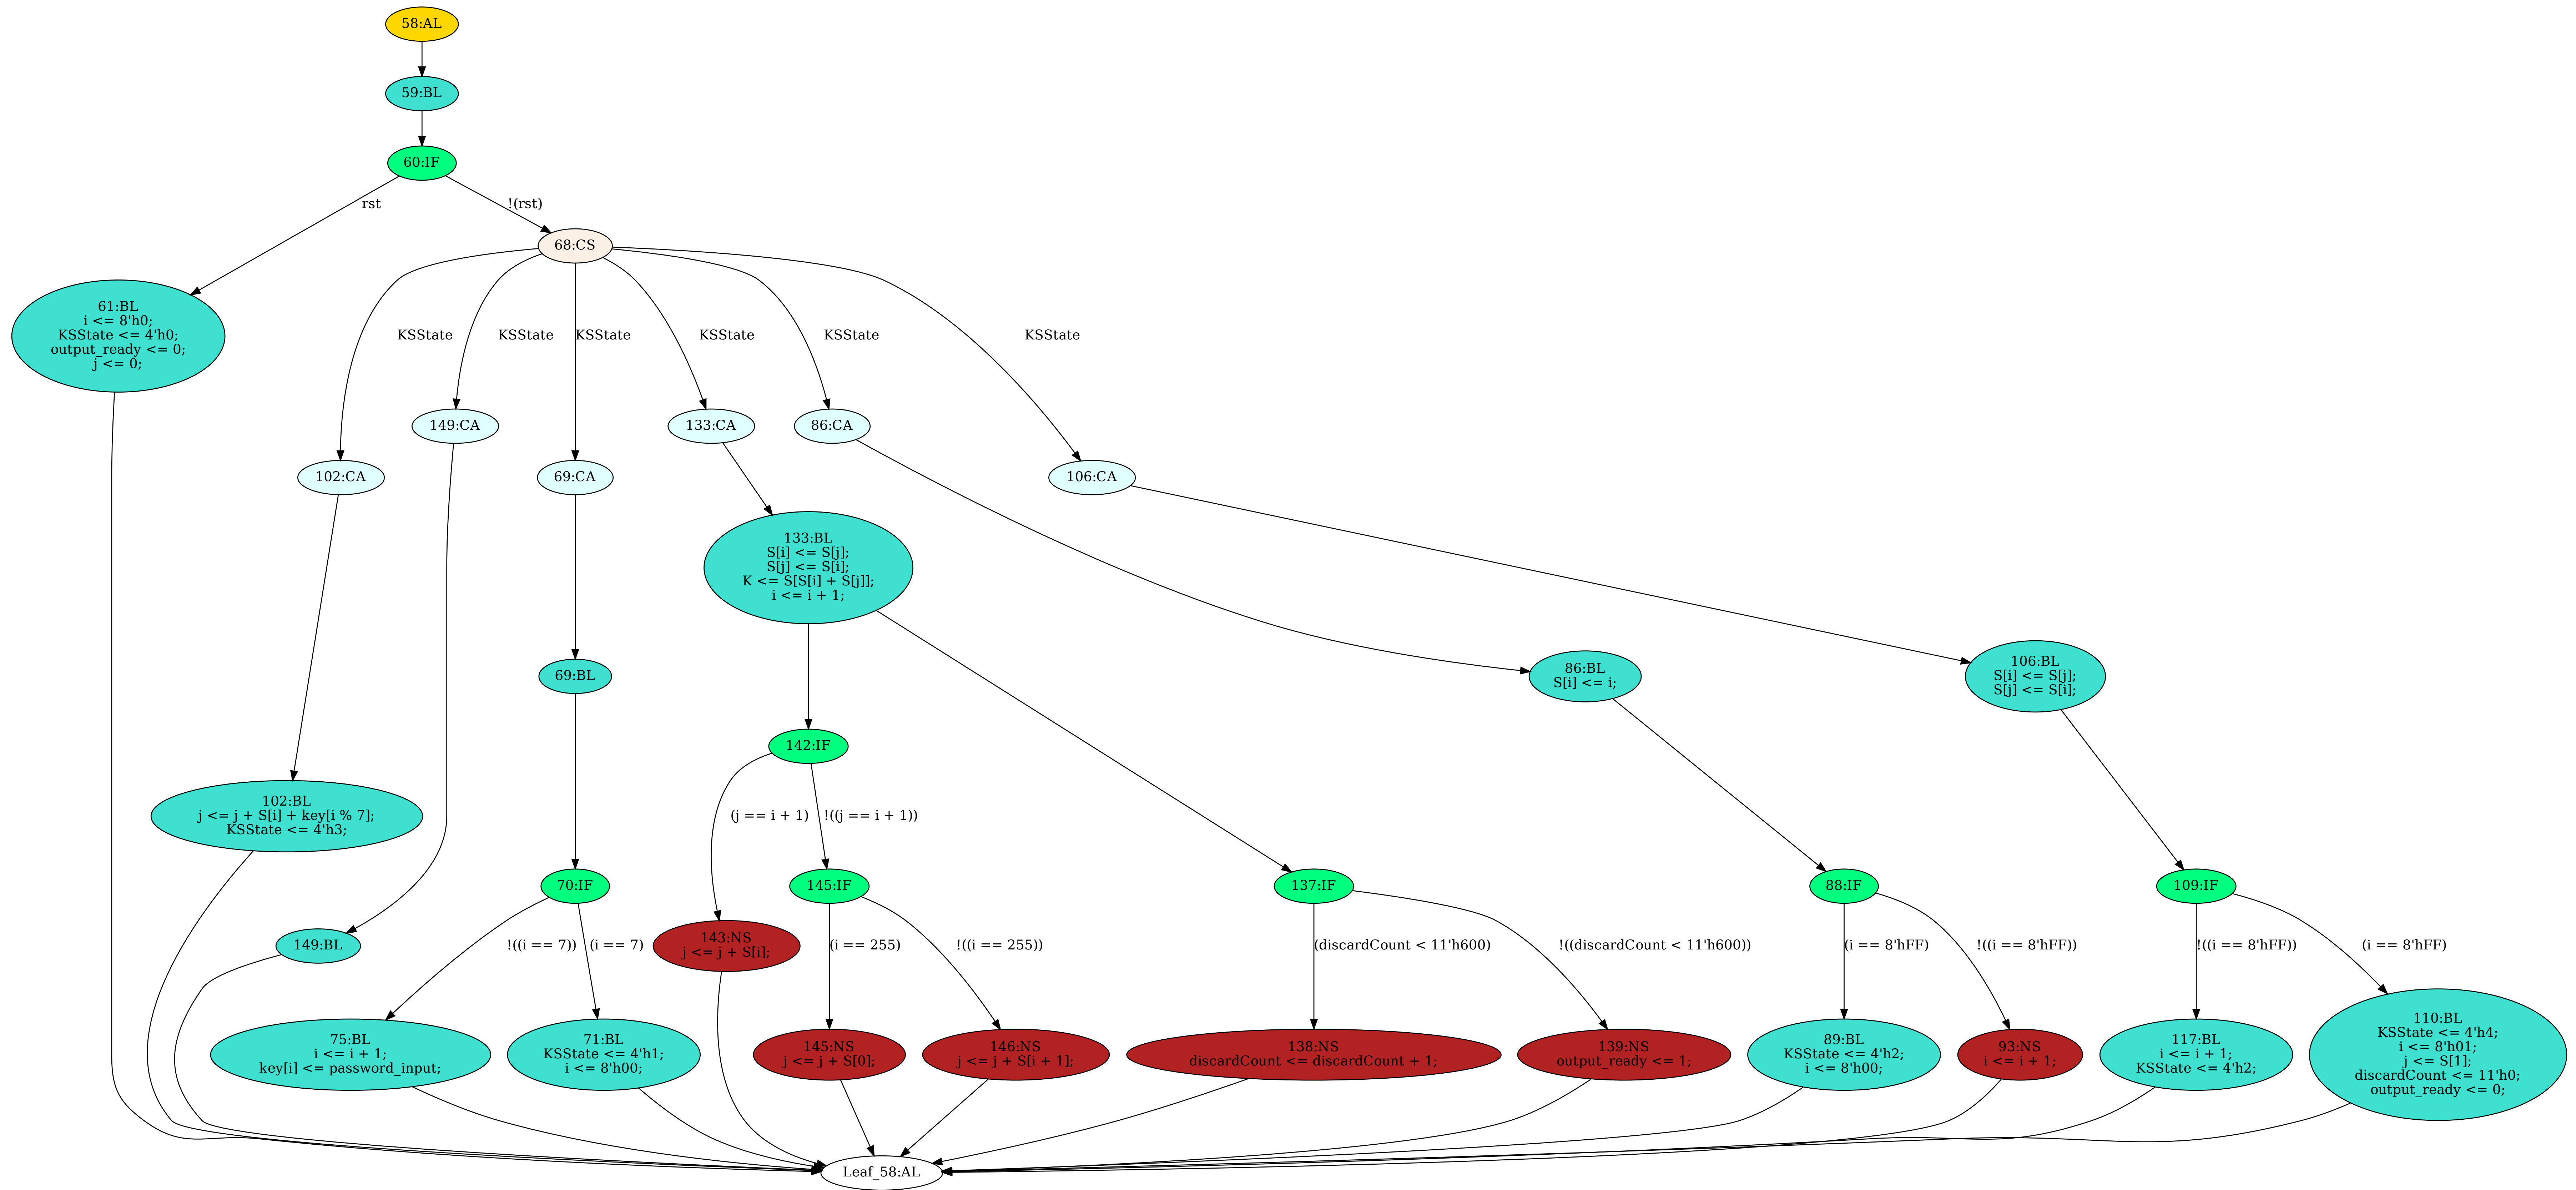 58:AL
59:BL
60:IF
rst
!(rst)
68:CS
61:BL
i <= 8'h0;
KSState <= 4'h0;
output_ready <= 0;
j <= 0;
KSState
KSState
KSState
KSState
KSState
KSState
149:CA
133:CA
86:CA
102:CA
69:CA
106:CA
133:BL
S[i] <= S[j];
S[j] <= S[i];
K <= S[S[i] + S[j]];
i <= i + 1;
69:BL
86:BL
S[i] <= i;
106:BL
S[i] <= S[j];
S[j] <= S[i];
142:IF
102:BL
j <= j + S[i] + key[i % 7];
KSState <= 4'h3;
(j == i + 1)
!((j == i + 1))
70:IF
145:IF
137:IF
88:IF
109:IF
149:BL
!((i == 7))
(i == 7)
143:NS
j <= j + S[i];
(i == 255)
!((i == 255))
(discardCount < 11'h600)
!((discardCount < 11'h600))
(i == 8'hFF)
!((i == 8'hFF))
!((i == 8'hFF))
(i == 8'hFF)
75:BL
i <= i + 1;
key[i] <= password_input;
71:BL
KSState <= 4'h1;
i <= 8'h00;
145:NS
j <= j + S[0];
146:NS
j <= j + S[i + 1];
138:NS
discardCount <= discardCount + 1;
139:NS
output_ready <= 1;
89:BL
KSState <= 4'h2;
i <= 8'h00;
93:NS
i <= i + 1;
117:BL
i <= i + 1;
KSState <= 4'h2;
110:BL
KSState <= 4'h4;
i <= 8'h01;
j <= S[1];
discardCount <= 11'h0;
output_ready <= 0;
Leaf_58:AL